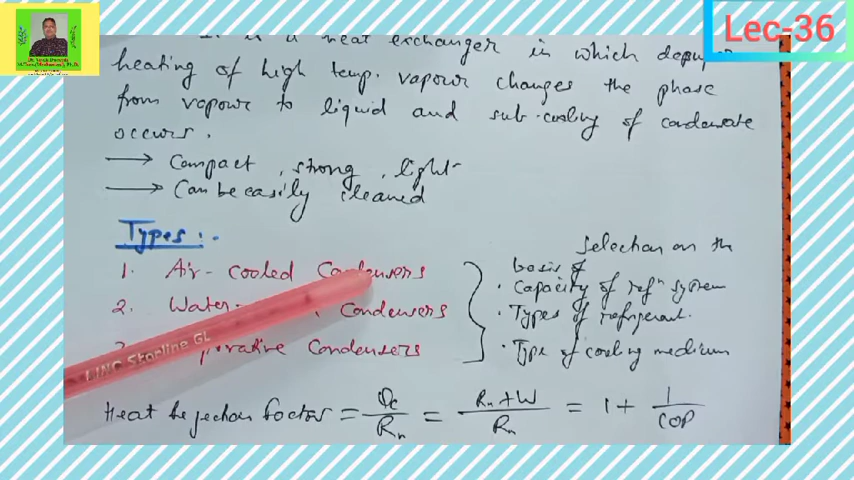 Lec-36
It is a heat exchanger in which desuper
heating of high temp. vapour changes the phase
from vapour to liquid and sub-cooling of condensate
occurs.
→ Compact, strong, light
→ Can be easily cleaned
Types:-
1. Air-cooled Condensers
2. Water- Condensers
Condensers
Selection on the
basis of
· Capacity of refⁿ system
· Types of refrigerant.
· Type of cooling medium
LINC Starline GL
Heat Rejection Factor = Qc/Rn = Rn+W/Rn = 1 + 1/COP